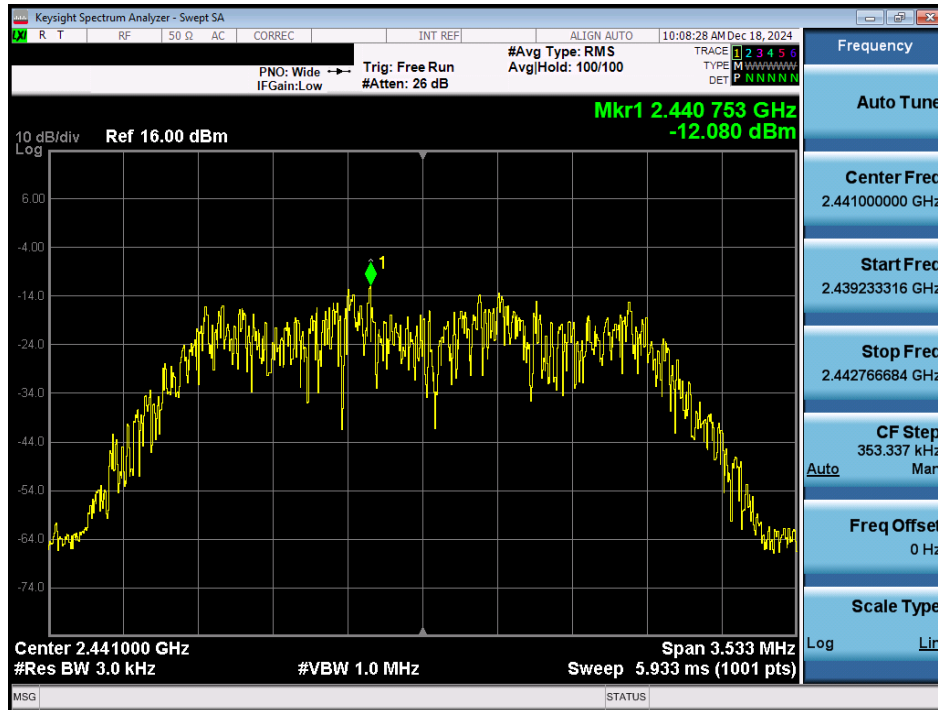 Keysight Spectrum Analyzer - Swept SA
LXI R T RF 50 Ω AC CORREC INT REF ALIGN AUTO 10:08:28 AM Dec 18, 2024
PNO: Wide
IFGain:Low
Trig: Free Run
#Atten: 26 dB
#Avg Type: RMS
Avg|Hold: 100/100
TRACE 1 2 3 4 5 6
TYPE M W W W W W
DET P N N N N N
Mkr1 2.440 753 GHz
-12.080 dBm
10 dB/div Ref 16.00 dBm
Log
1
6.00
-4.00
-14.0
-24.0
-34.0
-44.0
-54.0
-64.0
-74.0
Center 2.441000 GHz Span 3.533 MHz
#Res BW 3.0 kHz #VBW 1.0 MHz Sweep 5.933 ms (1001 pts)
MSG STATUS
Frequency
Auto Tune
Center Freq
2.441000000 GHz
Start Freq
2.439233316 GHz
Stop Freq
2.442766684 GHz
CF Step
353.337 kHz
Auto Man
Freq Offset
0 Hz
Scale Type
Log Lin